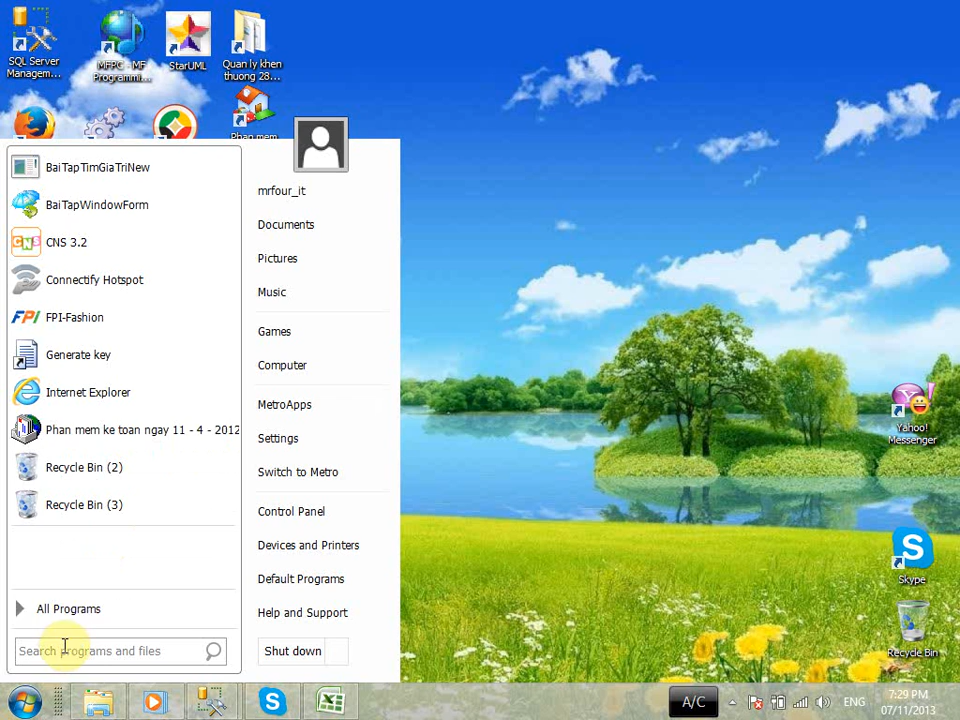 SQL Server
Managem...
MFPC - MF
Programmi...
StarUML
Quan ly khen
thuong 28...
Phan mem
BaiTapTimGiaTriNew
BaiTapWindowForm
CNS
CNS 3.2
Connectify Hotspot
FPI
FPI-Fashion
Generate key
Internet Explorer
Phan mem ke toan ngay 11 - 4 - 2012
Recycle Bin (2)
Recycle Bin (3)
All Programs
Search programs and files
mrfour_it
Documents
Pictures
Music
Games
Computer
MetroApps
Settings
Switch to Metro
Control Panel
Devices and Printers
Default Programs
Help and Support
Shut down
Yahoo!
Messenger
Skype
Recycle Bin
A/C
ENG
7:29 PM
07/11/2013